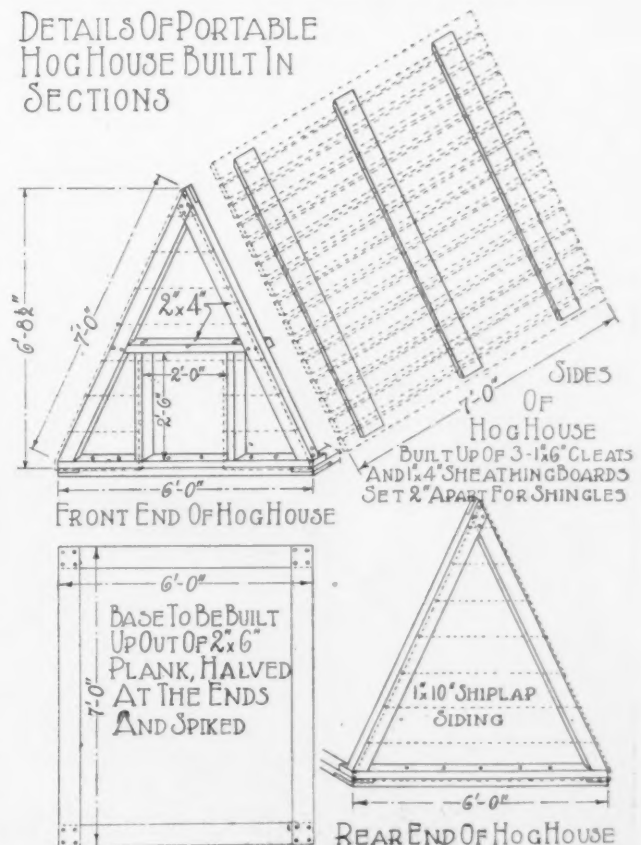 DETAILS OF PORTABLE
HOG HOUSE BUILT IN
SECTIONS
6'-8½"
7'-0"
2"x4"
2'-0"
2'-6"
6'-0"
FRONT END OF HOG HOUSE
7'-0"
SIDES
OF
HOG HOUSE
BUILT UP OF 3-1"x6" CLEATS
AND 1"x4" SHEATHING BOARDS
SET 2" APART FOR SHINGLES
6'-0"
7'-0"
BASE TO BE BUILT
UP OUT OF 2"x6"
PLANK, HALVED
AT THE ENDS
AND SPIKED
1"x10" SHIPLAP
SIDING
6'-0"
REAR END OF HOG HOUSE